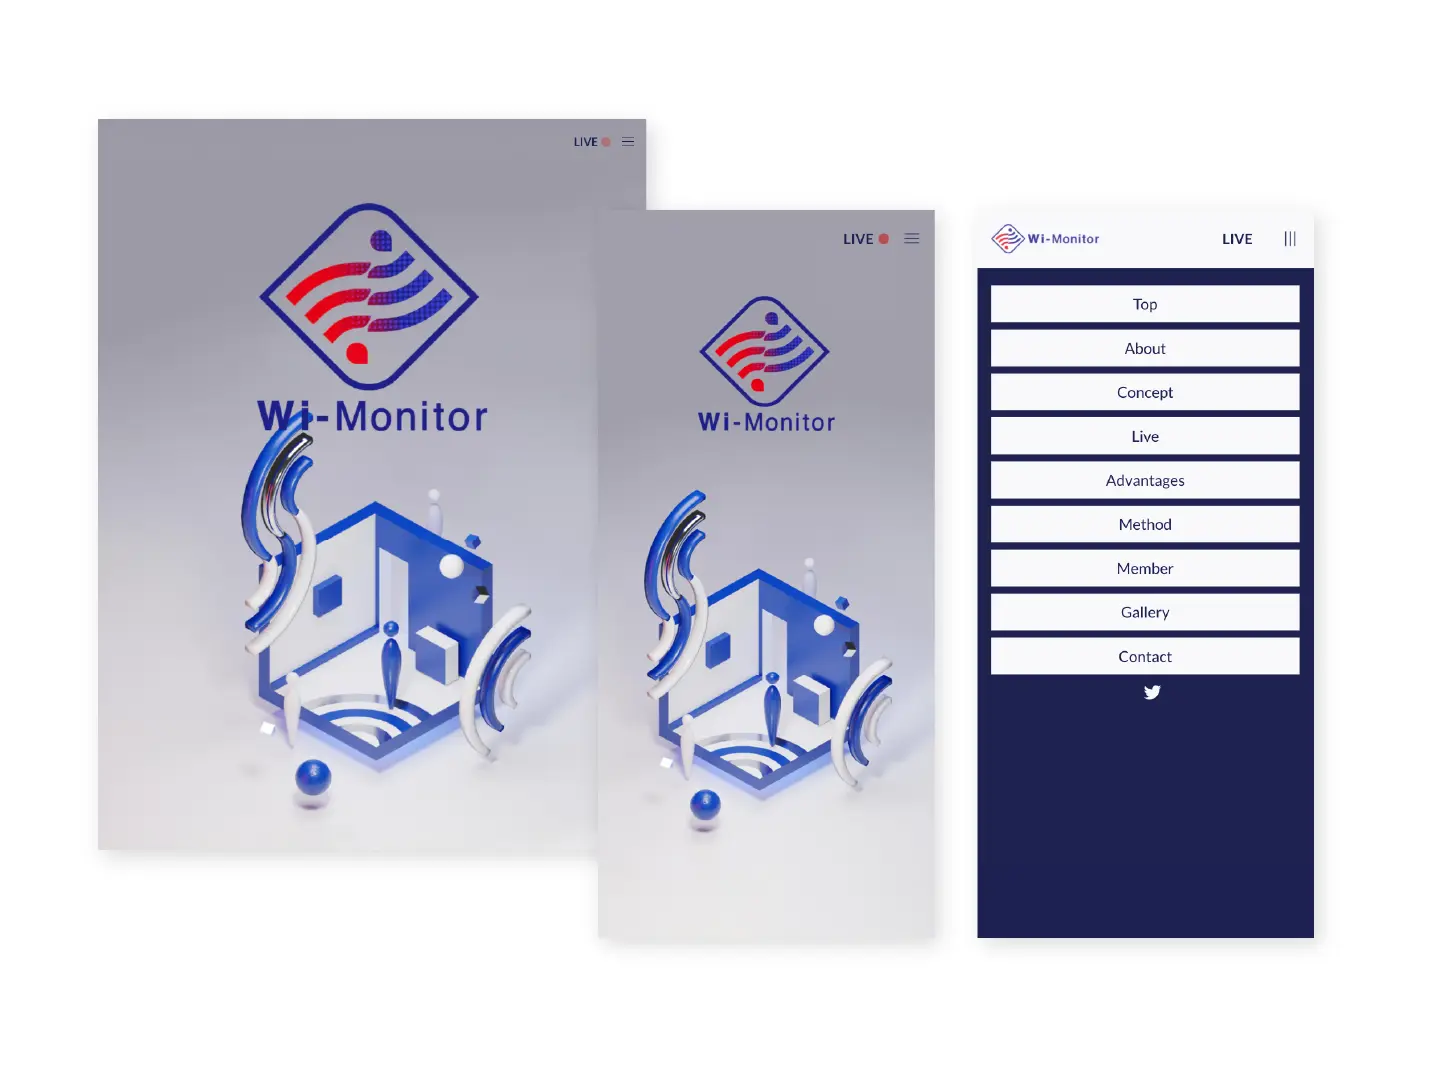 LIVE
Wi-Monitor
LIVE
Wi-Monitor
Wi-Monitor
LIVE
Top
About
Concept
Live
Advantages
Method
Member
Gallery
Contact